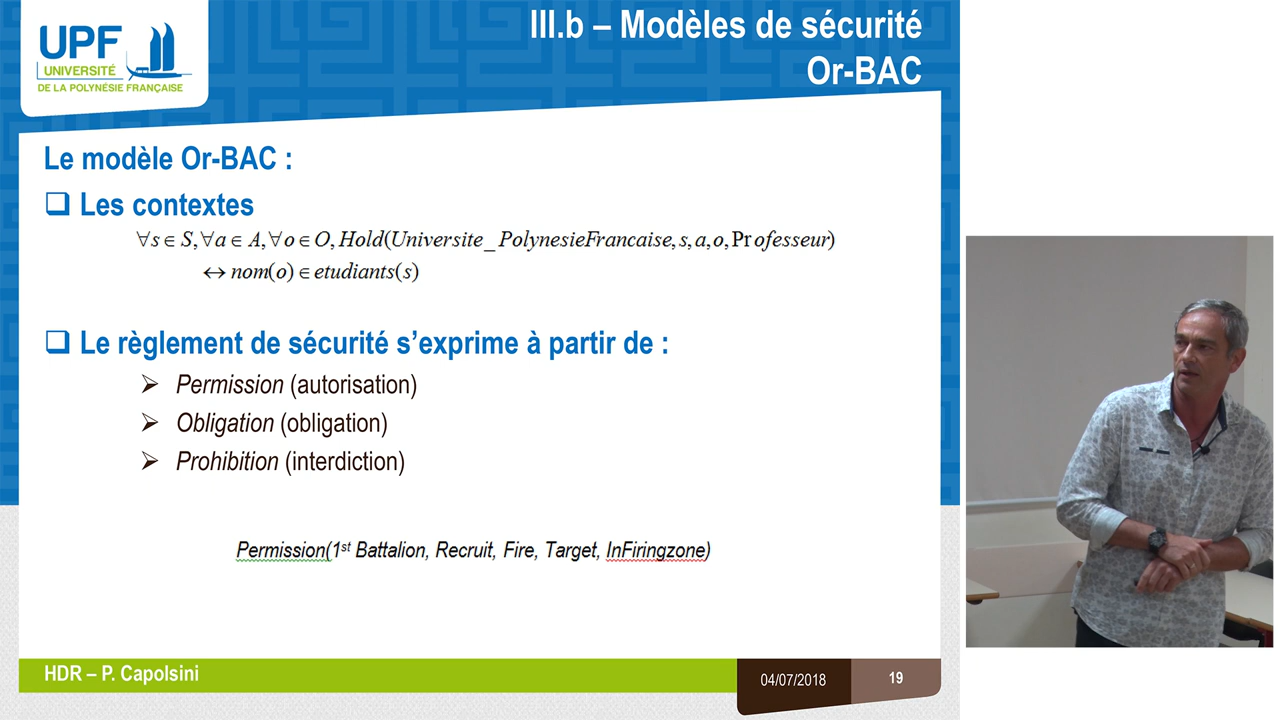 UPF
UNIVERSITÉ
DE LA POLYNÉSIE FRANÇAISE
III.b – Modèles de sécurité
Or-BAC
Le modèle Or-BAC :
❑ Les contextes
∀s ∈ S, ∀a ∈ A, ∀o ∈ O, Hold(Universite_PolynesieFrancaise, s, a, o, Professeur)
↔ nom(o) ∈ etudiants(s)
❑ Le règlement de sécurité s’exprime à partir de :
➢ Permission (autorisation)
➢ Obligation (obligation)
➢ Prohibition (interdiction)
Permission(1st Battalion, Recruit, Fire, Target, InFiringzone)
HDR – P. Capolsini
04/07/2018
19